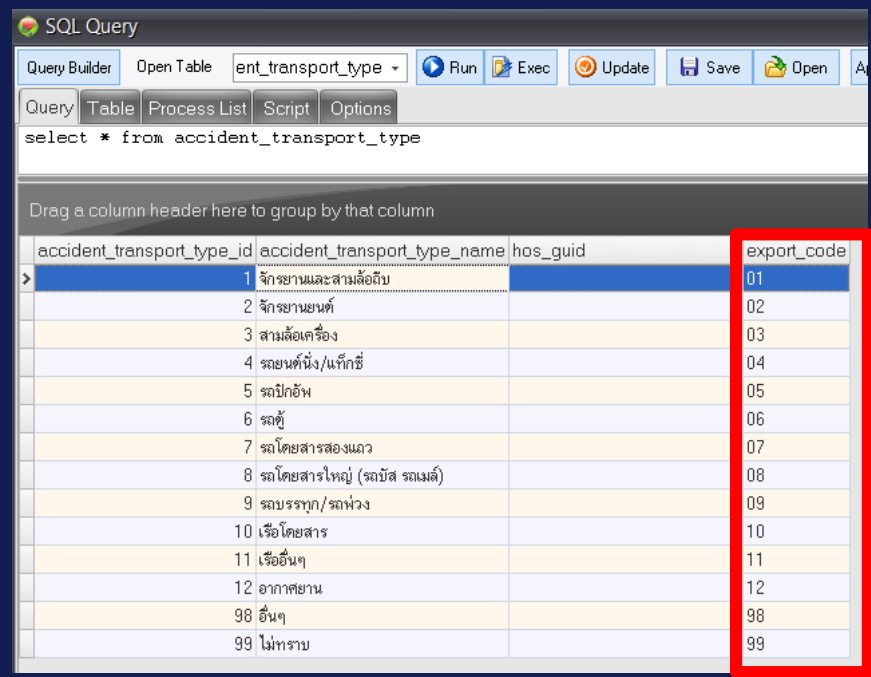 SQL Query
Query Builder Open Table ent_transport_type Run Exec Update Save Open
Query Table Process List Script Options
select * from accident_transport_type
Drag a column header here to group by that column
accident_transport_type_id accident_transport_type_name hos_guid export_code
1 จักรยานและสามล้อถีบ 01
2 จักรยานยนต์ 02
3 สามล้อเครื่อง 03
4 รถยนต์นั่ง/แท็กซี่ 04
5 รถปิกอัพ 05
6 รถตู้ 06
7 รถโดยสารสองแถว 07
8 รถโดยสารใหญ่ (รถบัส รถเมล์) 08
9 รถบรรทุก/รถพ่วง 09
10 เรือโดยสาร 10
11 เรืออื่นๆ 11
12 อากาศยาน 12
98 อื่นๆ 98
99 ไม่ทราบ 99